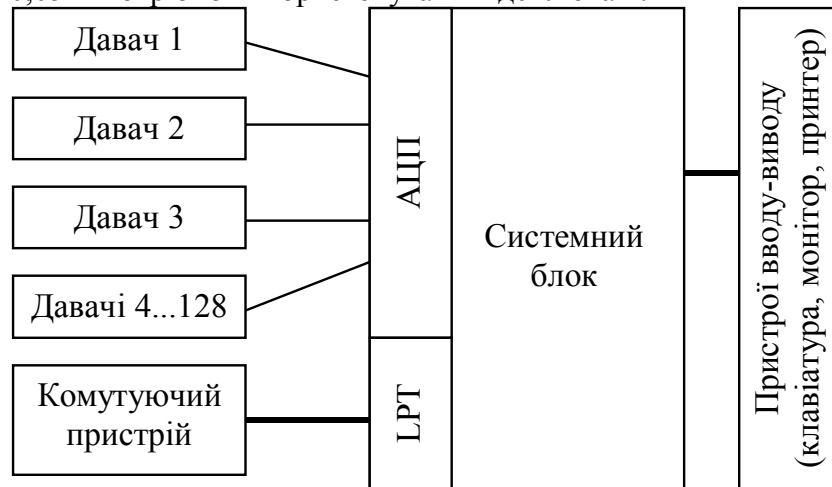 Давач 1
Давач 2
Давач 3
Давачі 4...128
Комутуючий
пристрій
АЦП
LPT
Системний
блок
Пристрої вводу-виводу
(клавіатура, монітор, принтер)